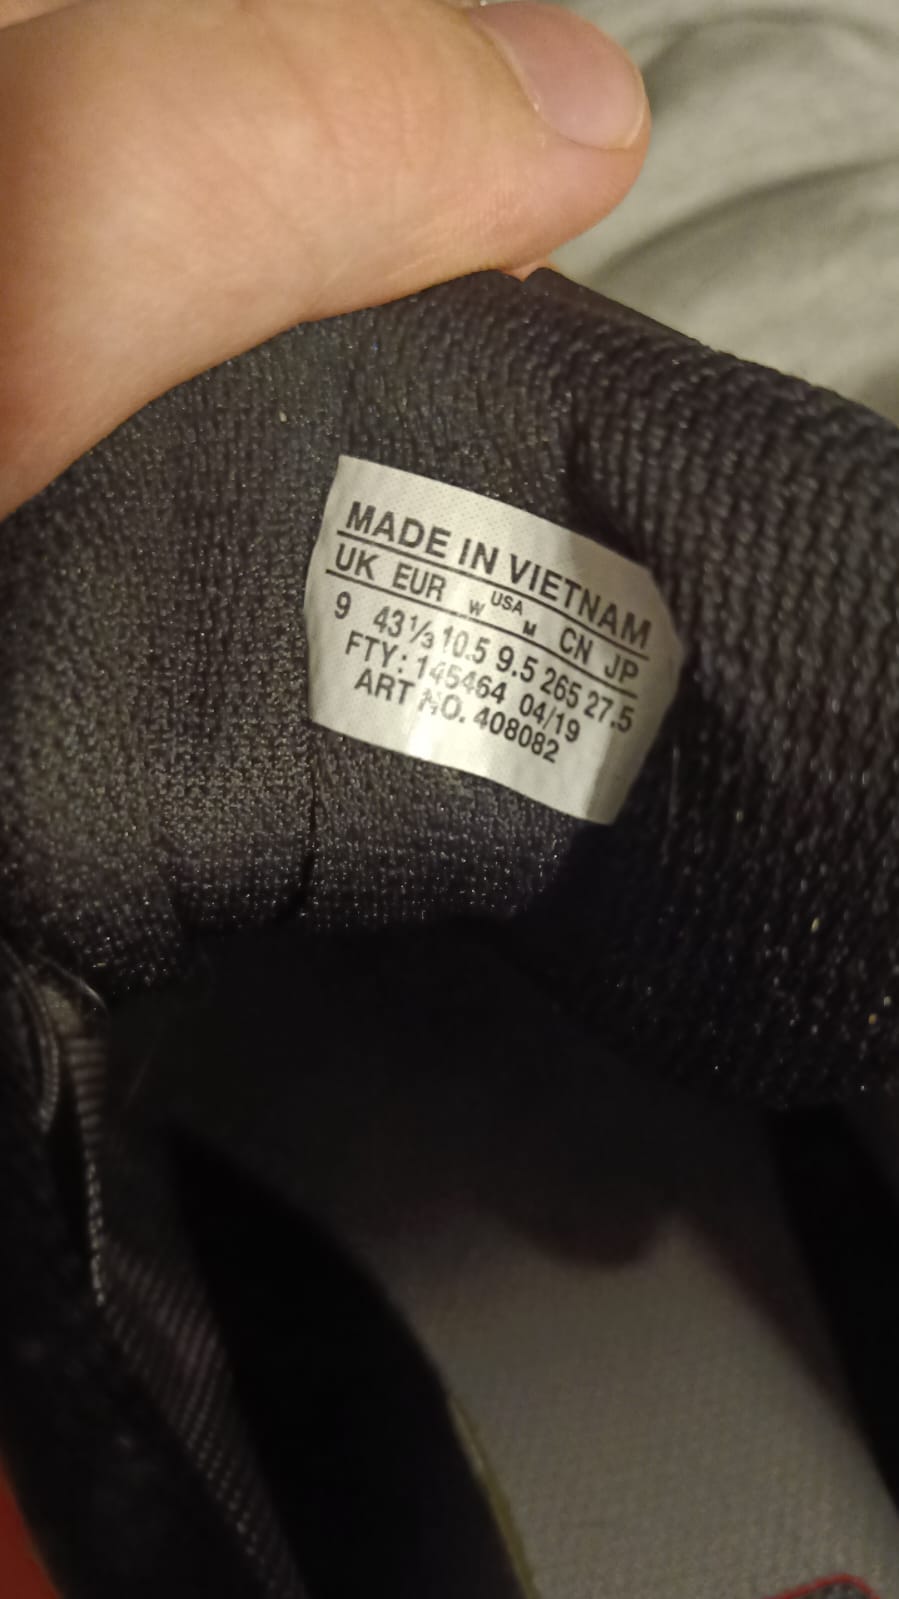 MADE IN VIETNAM
UK EUR W USA M CN JP
9 43⅓ 10.5 9.5 265 27.5
FTY: 145464 04/19
ART NO. 408082